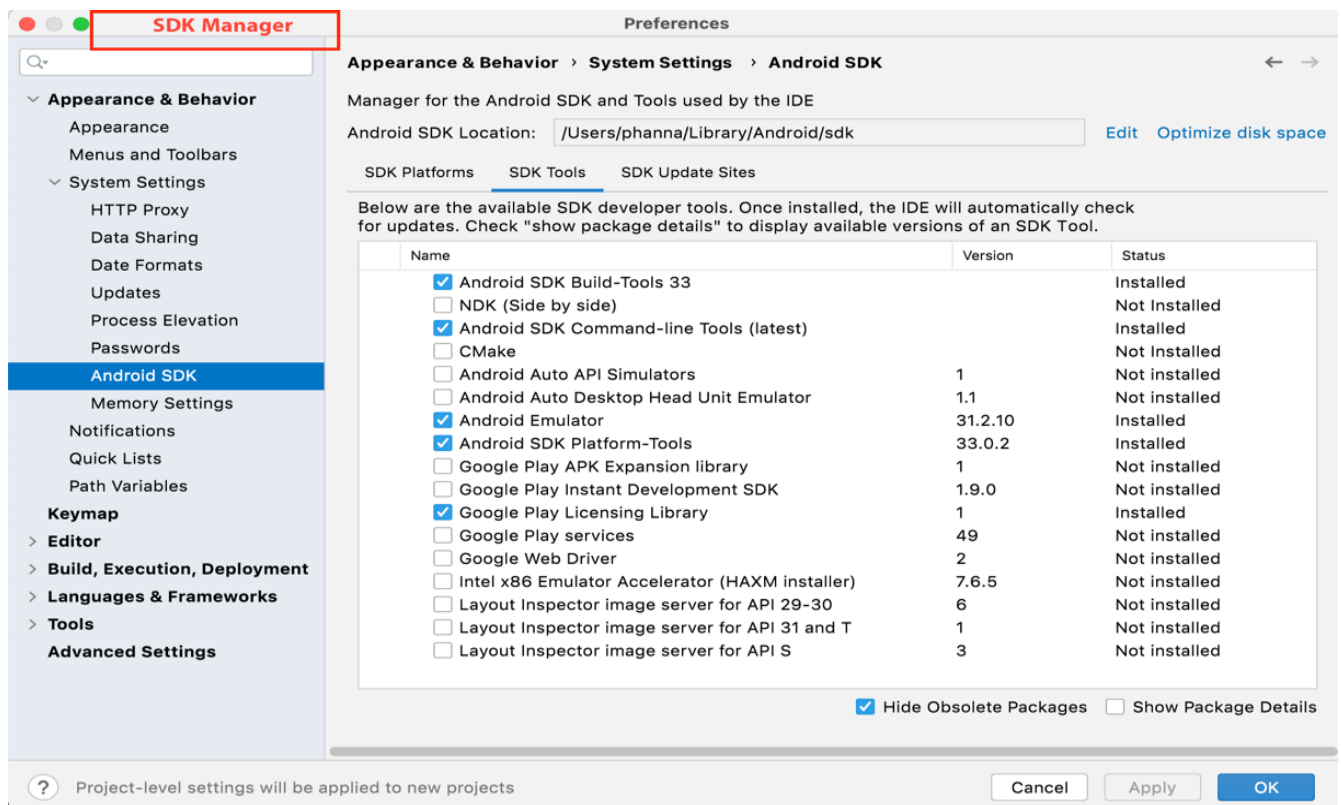 SDK Manager
Preferences
Appearance & Behavior
Appearance
Menus and Toolbars
System Settings
HTTP Proxy
Data Sharing
Date Formats
Updates
Process Elevation
Passwords
Android SDK
Memory Settings
Notifications
Quick Lists
Path Variables
Keymap
Editor
Build, Execution, Deployment
Languages & Frameworks
Tools
Advanced Settings
Appearance & Behavior › System Settings › Android SDK
Manager for the Android SDK and Tools used by the IDE
Android SDK Location: /Users/phanna/Library/Android/sdk Edit Optimize disk space
SDK Platforms SDK Tools SDK Update Sites
Below are the available SDK developer tools. Once installed, the IDE will automatically check
for updates. Check "show package details" to display available versions of an SDK Tool.
Name Version Status
Android SDK Build-Tools 33 Installed
NDK (Side by side) Not Installed
Android SDK Command-line Tools (latest) Installed
CMake Not Installed
Android Auto API Simulators 1 Not installed
Android Auto Desktop Head Unit Emulator 1.1 Not installed
Android Emulator 31.2.10 Installed
Android SDK Platform-Tools 33.0.2 Installed
Google Play APK Expansion library 1 Not installed
Google Play Instant Development SDK 1.9.0 Not installed
Google Play Licensing Library 1 Installed
Google Play services 49 Not installed
Google Web Driver 2 Not installed
Intel x86 Emulator Accelerator (HAXM installer) 7.6.5 Not installed
Layout Inspector image server for API 29-30 6 Not installed
Layout Inspector image server for API 31 and T 1 Not installed
Layout Inspector image server for API S 3 Not installed
Hide Obsolete Packages Show Package Details
? Project-level settings will be applied to new projects
Cancel Apply OK